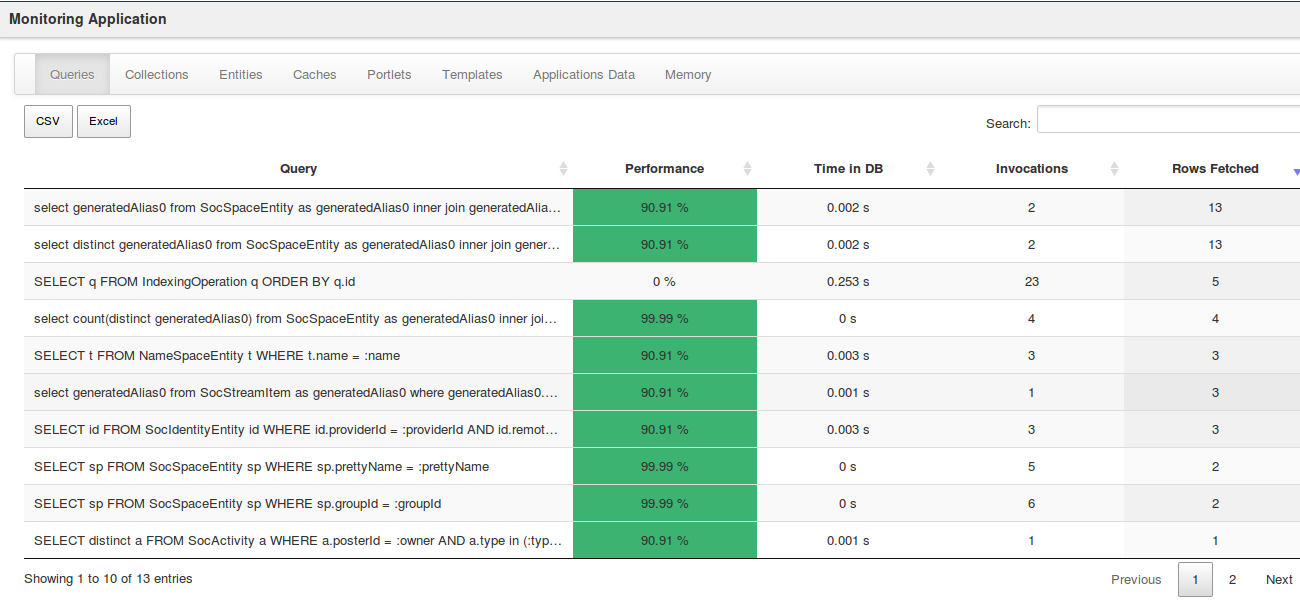 Monitoring Application
Queries Collections Entities Caches Portlets Templates Applications Data Memory
CSV Excel Search:
Query Performance Time in DB Invocations Rows Fetched
select generatedAlias0 from SocSpaceEntity as generatedAlias0 inner join generatedAlia… 90.91 % 0.002 s 2 13
select distinct generatedAlias0 from SocSpaceEntity as generatedAlias0 inner join gener… 90.91 % 0.002 s 2 13
SELECT q FROM IndexingOperation q ORDER BY q.id 0 % 0.253 s 23 5
select count(distinct generatedAlias0) from SocSpaceEntity as generatedAlias0 inner joi… 99.99 % 0 s 4 4
SELECT t FROM NameSpaceEntity t WHERE t.name = :name 90.91 % 0.003 s 3 3
select generatedAlias0 from SocStreamItem as generatedAlias0 where generatedAlias0.… 90.91 % 0.001 s 1 3
SELECT id FROM SocIdentityEntity id WHERE id.providerId = :providerId AND id.remot… 90.91 % 0.003 s 3 3
SELECT sp FROM SocSpaceEntity sp WHERE sp.prettyName = :prettyName 99.99 % 0 s 5 2
SELECT sp FROM SocSpaceEntity sp WHERE sp.groupId = :groupId 99.99 % 0 s 6 2
SELECT distinct a FROM SocActivity a WHERE a.posterId = :owner AND a.type in (:typ… 90.91 % 0.001 s 1 1
Showing 1 to 10 of 13 entries Previous 1 2 Next